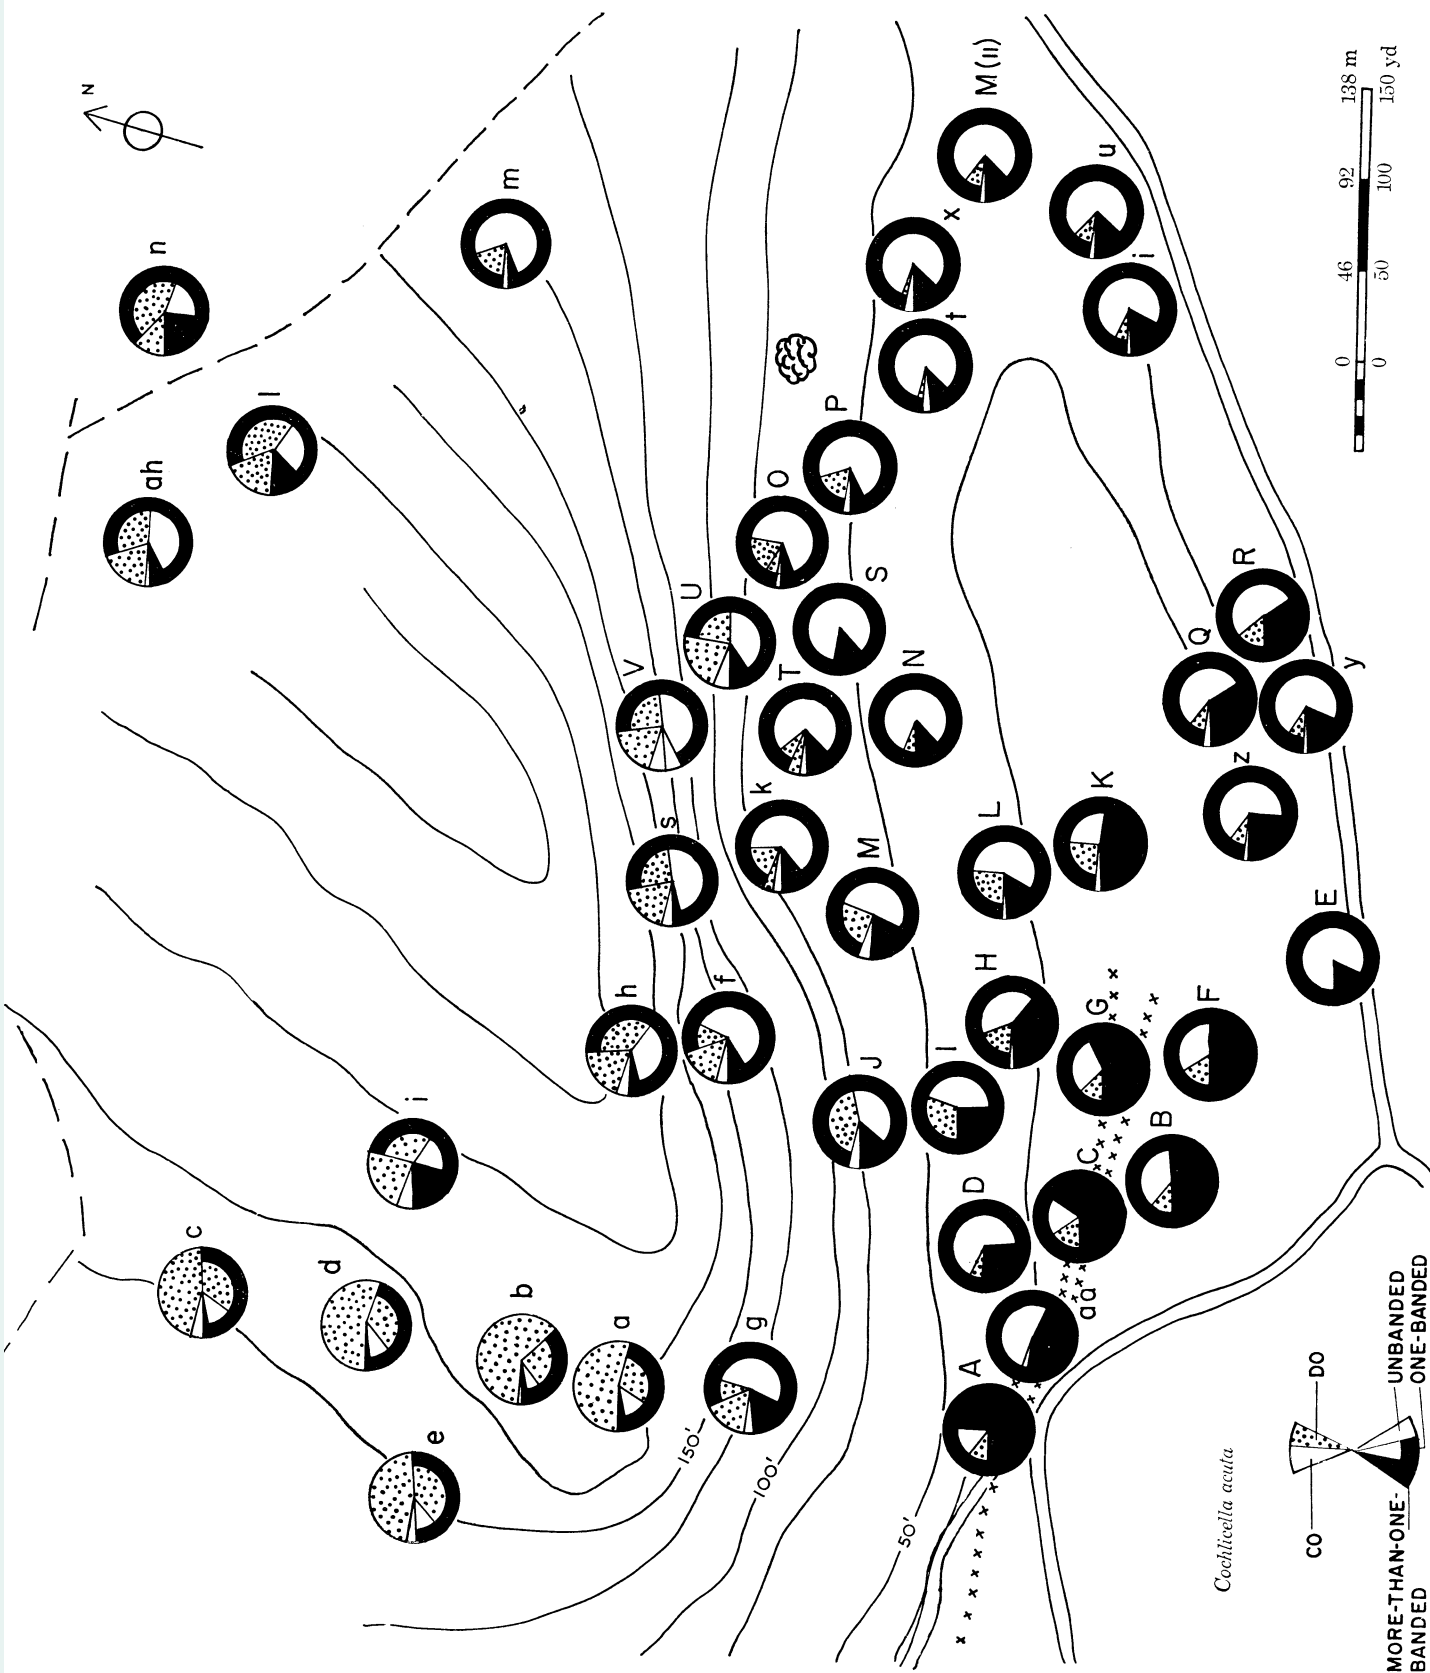 N
n
m
M (II)
l
ah
x
u
i
t
P
O
U
S
R
V
T
N
Q
y
s
k
z
L
K
M
h
f
H
E
G
F
J
I
i
C
B
D
c
d
b
a
g
aa
A
e
150'
100'
50'
138 m
92
46
0
150 yd
100
50
0
Cochlicella acuta
CO
DO
UNBANDED
ONE-BANDED
MORE-THAN-ONE-
BANDED